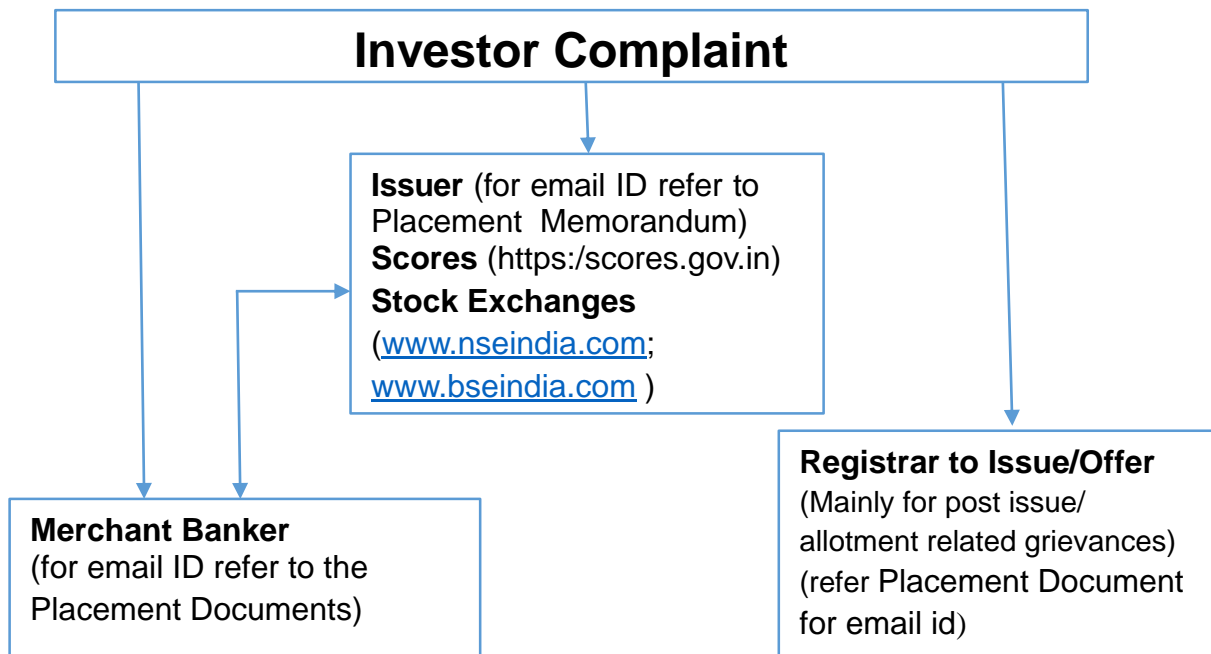 Investor Complaint
Issuer (for email ID refer to
Placement Memorandum)
Scores (https:/scores.gov.in)
Stock Exchanges
(www.nseindia.com;
www.bseindia.com )
Merchant Banker
(for email ID refer to the
Placement Documents)
Registrar to Issue/Offer
(Mainly for post issue/
allotment related grievances)
(refer Placement Document
for email id)